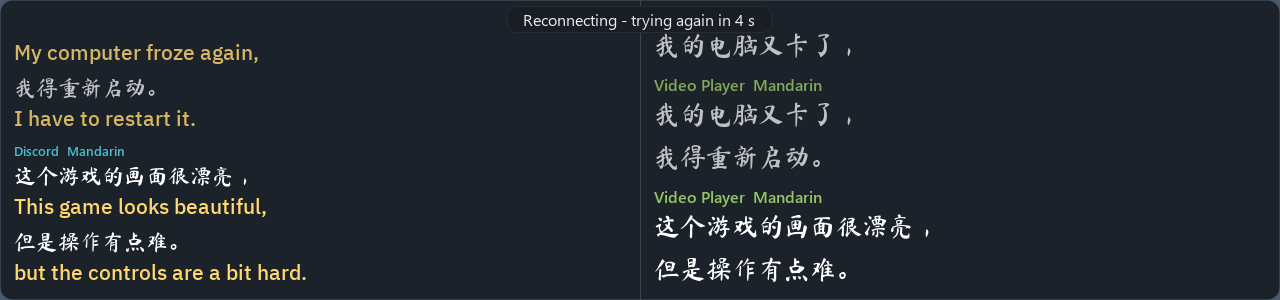 Reconnecting - trying again in 4 s
My computer froze again,
我得重新启动。
I have to restart it.
Discord Mandarin
这个游戏的画面很漂亮，
This game looks beautiful,
但是操作有点难。
but the controls are a bit hard.
我的电脑又卡了，
Video Player Mandarin
我的电脑又卡了，
我得重新启动。
Video Player Mandarin
这个游戏的画面很漂亮，
但是操作有点难。